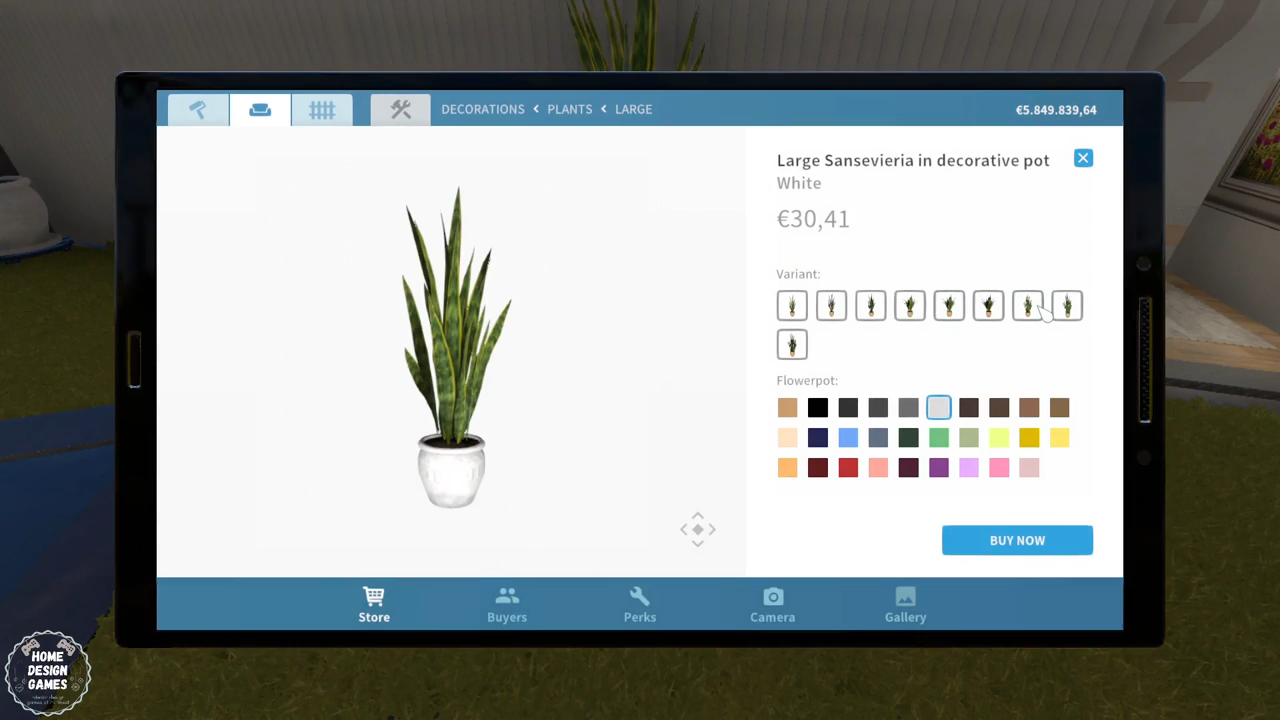 2
DECORATIONS < PLANTS < LARGE
€5.849.839,64
Large Sansevieria in decorative pot
White
€30,41
Variant:
Flowerpot:
BUY NOW
Store
Buyers
Perks
Camera
Gallery
HOME
DESIGN
GAMES